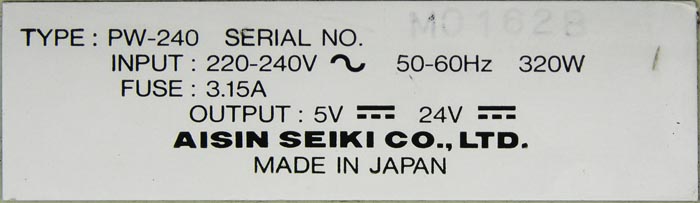 TYPE : PW-240 SERIAL NO. M01628
INPUT : 220-240V ～ 50-60Hz 320W
FUSE : 3.15A
OUTPUT : 5V ⎓ 24V ⎓
AISIN SEIKI CO., LTD.
MADE IN JAPAN